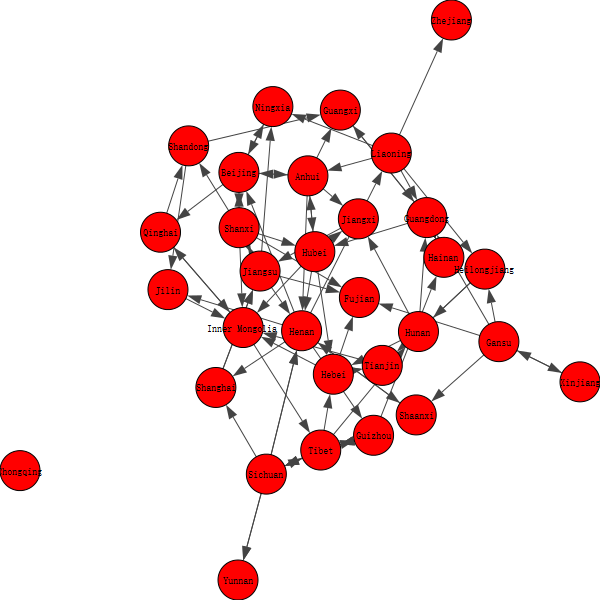 Zhejiang
Ningxia
Guangxi
Shandong
Liaoning
Beijing
Anhui
Jiangxi
Guangdong
Qinghai
Shanxi
Hubei
Hainan
Heilongjiang
Jiangsu
Jilin
Fujian
Inner Mongolia
Henan
Hunan
Gansu
Tianjin
Hebei
Xinjiang
Shanghai
Shaanxi
Guizhou
Tibet
Chongqing
Sichuan
Yunnan